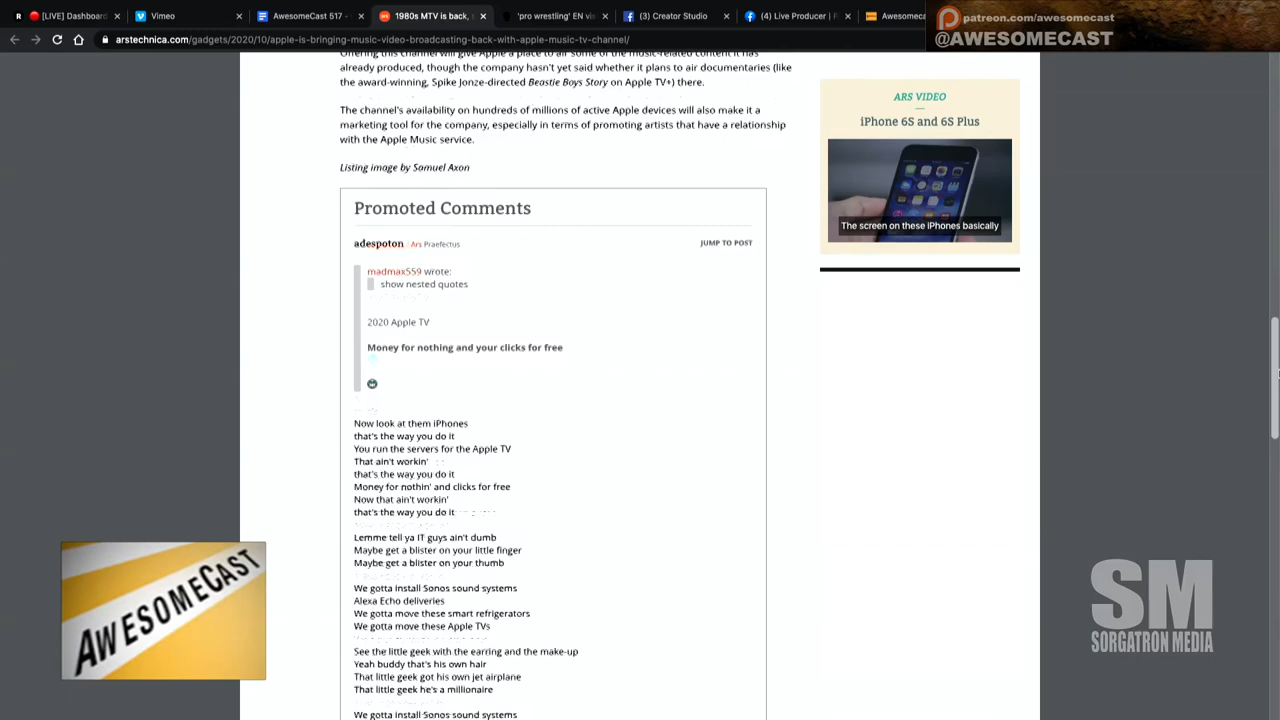 [LIVE] Dashboard
Vimeo
AwesomeCast 517 -
1980s MTV is back,
'pro wrestling' EN vi
(3) Creator Studio
(4) Live Producer | 
Awesomeca
patreon.com/awesomecast
@AWESOMECAST
arstechnica.com/gadgets/2020/10/apple-is-bringing-music-video-broadcasting-back-with-apple-music-tv-channel/
Offering this channel will give Apple a place to air some of the music-related content it has
already produced, though the company hasn't yet said whether it plans to air documentaries (like
the award-winning, Spike Jonze-directed Beastie Boys Story on Apple TV+) there.
The channel's availability on hundreds of millions of active Apple devices will also make it a
marketing tool for the company, especially in terms of promoting artists that have a relationship
with the Apple Music service.
Listing image by Samuel Axon
Promoted Comments
adespoton / Ars Praefectus
JUMP TO POST
madmax559 wrote:
show nested quotes
2020 Apple TV
Money for nothing and your clicks for free
Now look at them iPhones
that's the way you do it
You run the servers for the Apple TV
That ain't workin'
that's the way you do it
Money for nothin' and clicks for free
Now that ain't workin'
that's the way you do it
Lemme tell ya IT guys ain't dumb
Maybe get a blister on your little finger
Maybe get a blister on your thumb
We gotta install Sonos sound systems
Alexa Echo deliveries
We gotta move these smart refrigerators
We gotta move these Apple TVs
See the little geek with the earring and the make-up
Yeah buddy that's his own hair
That little geek got his own jet airplane
That little geek he's a millionaire
We gotta install Sonos sound systems
ARS VIDEO
iPhone 6S and 6S Plus
The screen on these iPhones basically
AWESOMECAST
SM
SORGATRON MEDIA